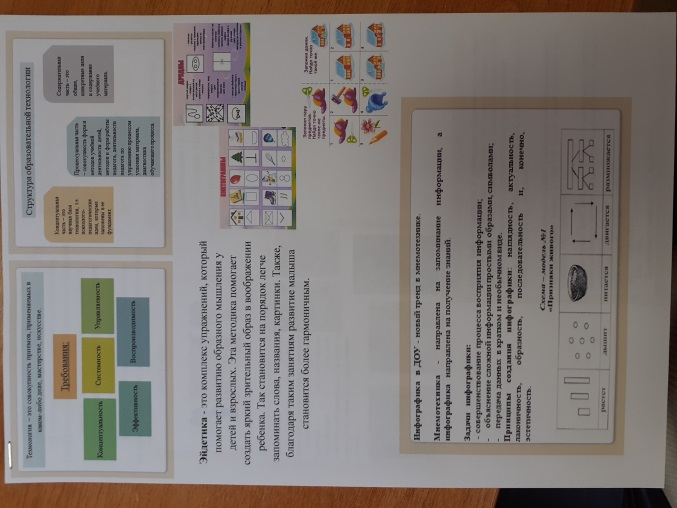 Технология – это совокупность приемов, применяемых в
каком-либо деле, мастерстве, искусстве.
Требования:
Концептуальность
Системность
Управляемость
Эффективность
Воспроизводимость
Структура образовательной технологии
Концептуальная
часть – это
научная база
технологии, т.е.
психолого-
педагогические
идеи, которые
заложены в ее
фундамент.
Процессуальная часть
– совокупность форм и
методов учебной
деятельности детей,
методов и форм работы
педагога, деятельности
педагога по
управлению процессом
усвоения материала,
диагностика
обучающего процесса
Содержательная
часть – это
общие,
конкретные цели
и содержание
учебного
материала.
Эйдетика - это комплекс упражнений, который
помогает развитию образного мышления у
детей и взрослых. Эта методика помогает
создать яркий зрительный образ в воображении
ребенка. Так становится на порядок легче
запоминать слова, названия, картинки. Также,
благодаря таким занятиям развитие малыша
становится более гармоничным.
Инфографика в ДОУ - новый тренд в мнемотехнике.
Мнемотехника - направлена на запоминание информации, а
инфографика направлена на получение знаний.
Задачи инфографики:
- совершенствование процесса восприятия информации;
- объяснение сложной информации простыми образами, символами;
- передача данных в кратком и необычном виде.
Принципы создания инфографики: наглядность, актуальность,
лаконичность, образность, последовательность и, конечно,
эстетичность.
Схема – модель №1
«Признаки живого»
растет
дышит
питается
двигается
размножается